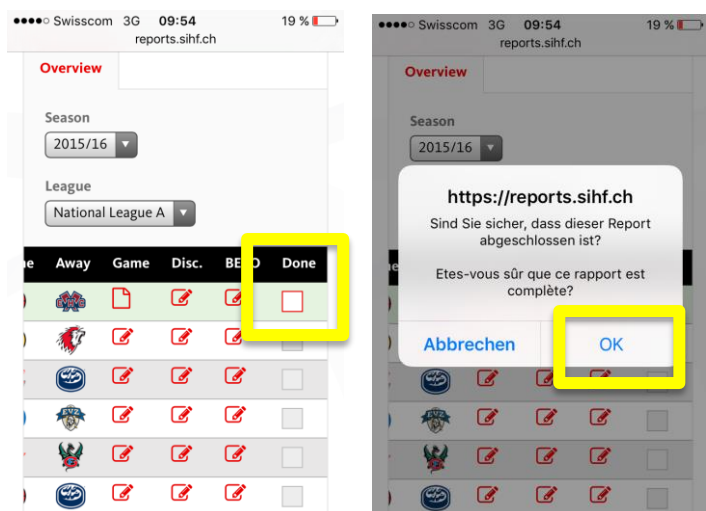 Swisscom 3G 09:54 19 %
reports.sihf.ch
Overview
Season
2015/16
League
National League A
e Away Game Disc. Done
EVZ
Swisscom 3G 09:54 19 %
reports.sihf.ch
Overview
Season
2015/16
https://reports.sihf.ch
Sind Sie sicher, dass dieser Report
abgeschlossen ist?
Etes-vous sûr que ce rapport est
complète?
Abbrechen OK
EVZ